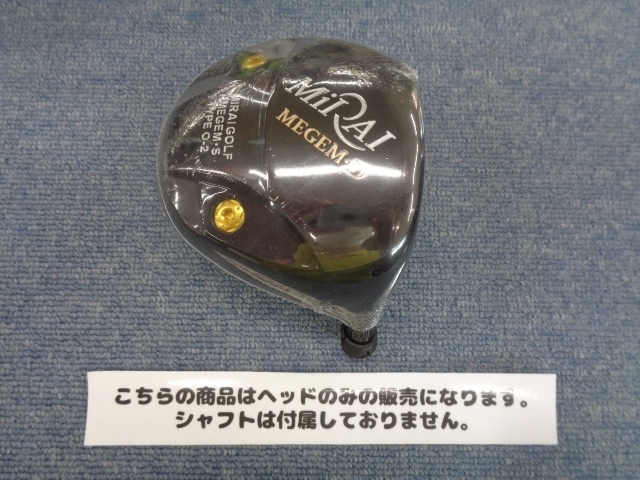 MiRAI
MEGEM-D
MIRAI GOLF
MEGEM・S
TYPE O-2
こちらの商品はヘッドのみの販売になります。
シャフトは付属しておりません。